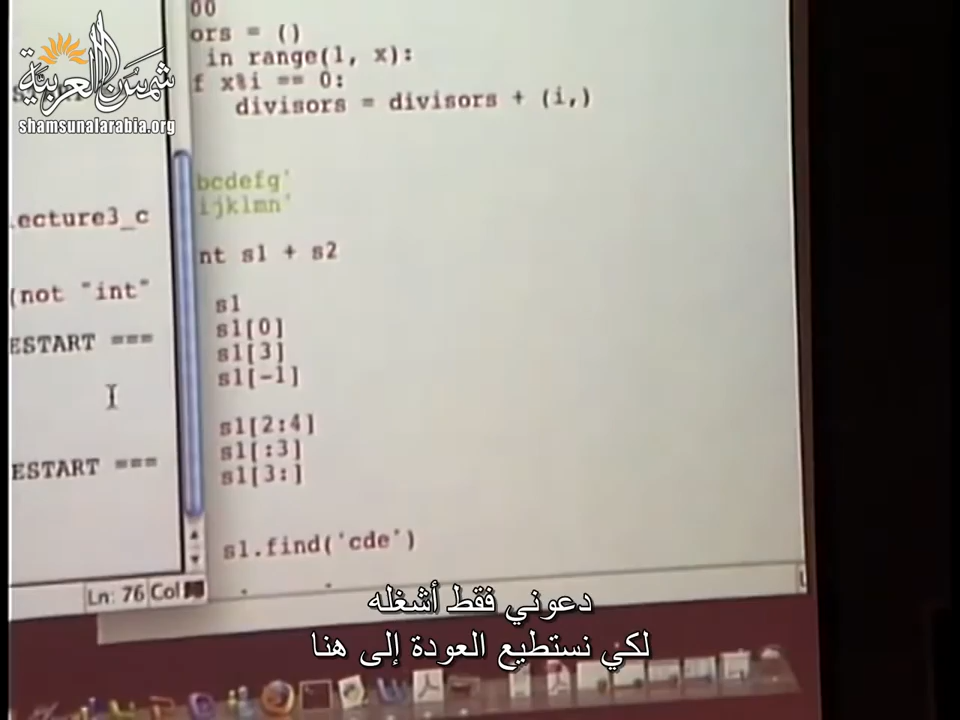 شمس العربية
shamsunalarabia.org
00
ors = ()
in range(1, x):
f x%i == 0:
divisors = divisors + (i,)
bcdefg'
ijklmn'
ecture3_c
nt s1 + s2
(not "int"
s1
s1[0]
ESTART ===
s1[3]
s1[-1]
s1[2:4]
s1[:3]
ESTART ===
s1[3:]
s1.find('cde')
Ln: 76 Col
دعوني فقط أشغله
لكي نستطيع العودة إلى هنا